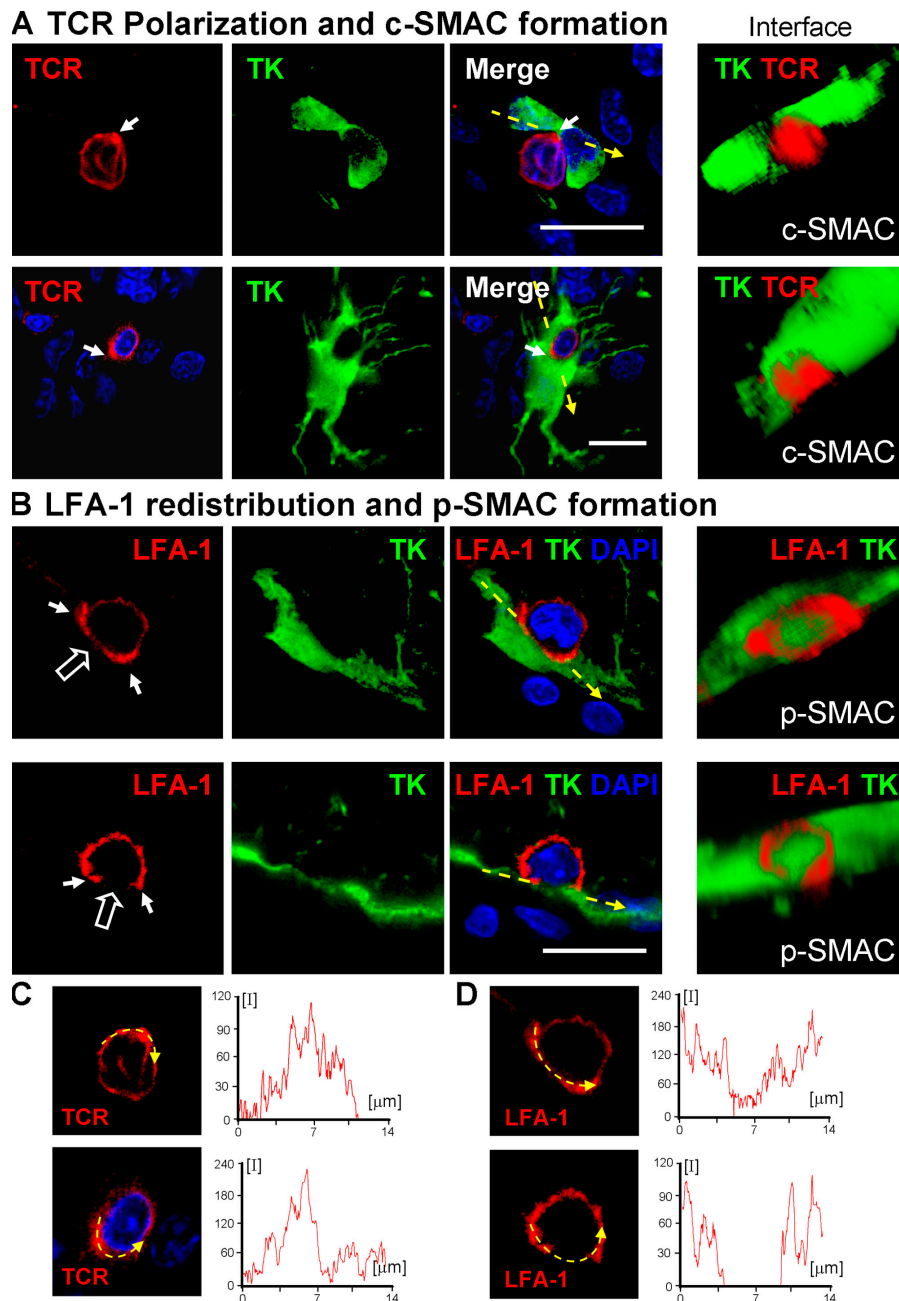 A TCR Polarization and c-SMAC formation
Interface
TCR
TK
Merge
TK TCR
c-SMAC
TCR
TK
Merge
TK TCR
c-SMAC
B LFA-1 redistribution and p-SMAC formation
LFA-1
TK
LFA-1 TK DAPI
LFA-1 TK
p-SMAC
LFA-1
TK
LFA-1 TK DAPI
LFA-1 TK
p-SMAC
C
TCR
120
90
60
30
0
[I]
[µm]
0 7 14
TCR
240
180
120
60
0
[I]
[µm]
0 7 14
D
LFA-1
240
180
120
60
0
[I]
[µm]
0 7 14
LFA-1
120
90
60
30
0
[I]
[µm]
0 7 14